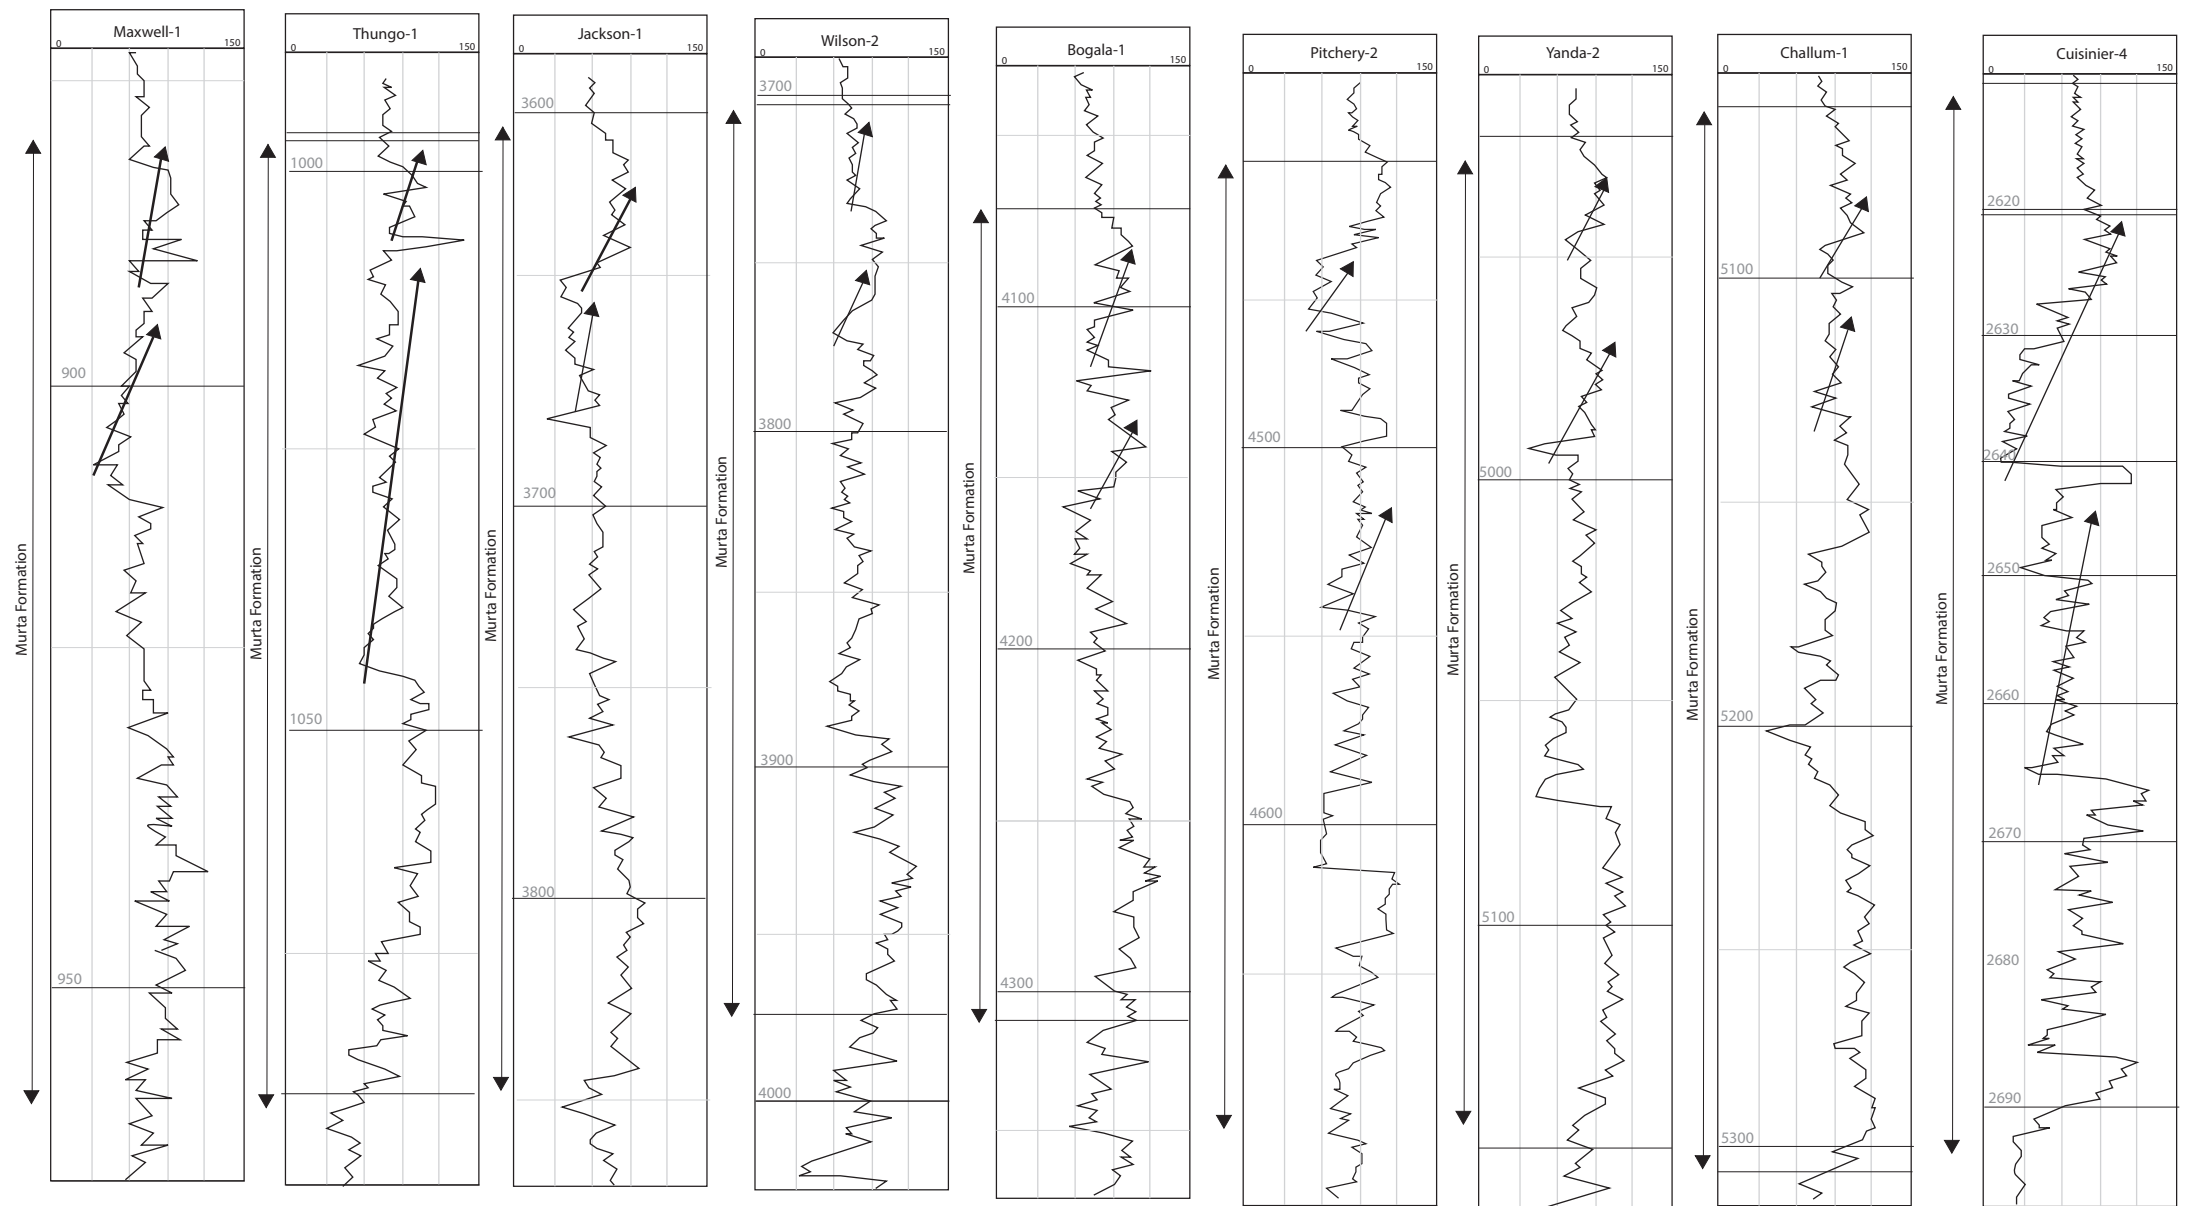 Maxwell-1
0 150
900
950
Murta Formation
Thungo-1
0 150
1000
1050
Murta Formation
Jackson-1
0 150
3600
3700
3800
Murta Formation
Wilson-2
0 150
3700
3800
3900
4000
Murta Formation
Bogala-1
0 150
4100
4200
4300
Murta Formation
Pitchery-2
0 150
4500
4600
Murta Formation
Yanda-2
0 150
5000
5100
Murta Formation
Challum-1
0 150
5100
5200
5300
Murta Formation
Cuisinier-4
0 150
2620
2630
2640
2650
2660
2670
2680
2690
Murta Formation